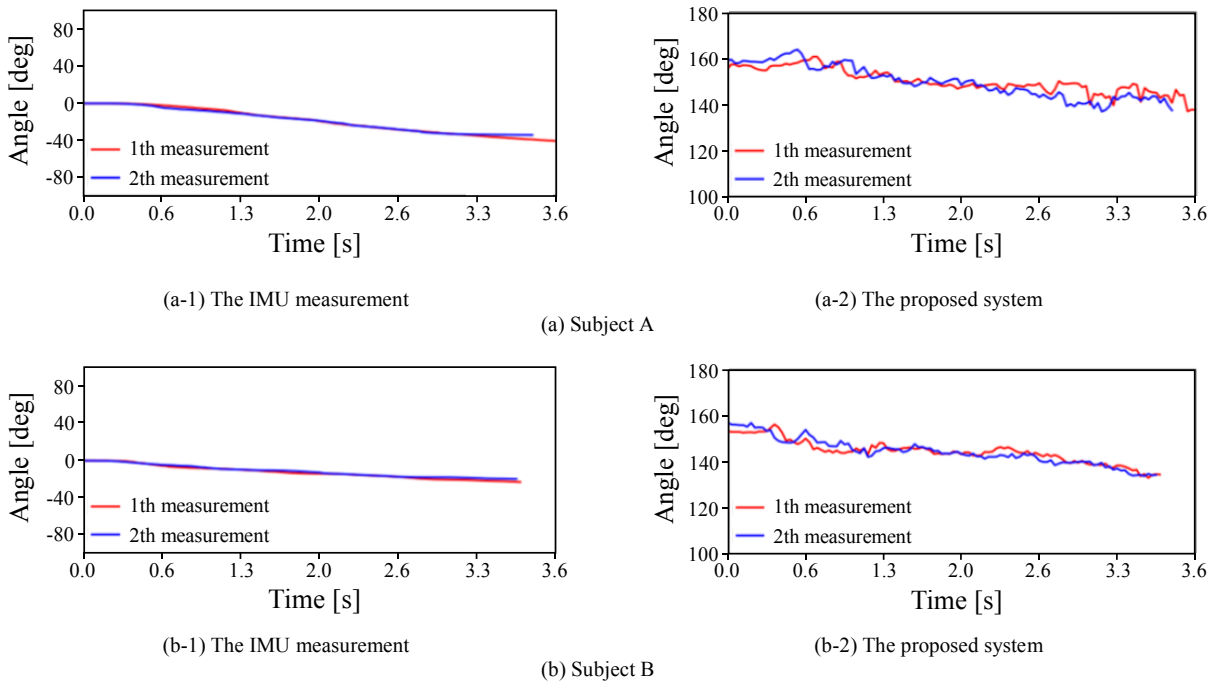 80
40
0
-40
-80
Angle [deg]
1th measurement
2th measurement
0.0 0.6 1.3 2.0 2.6 3.3 3.6
Time [s]
(a-1) The IMU measurement
180
160
140
120
100
Angle [deg]
1th measurement
2th measurement
0.0 0.6 1.3 2.0 2.6 3.3 3.6
Time [s]
(a-2) The proposed system
(a) Subject A
80
40
0
-40
-80
Angle [deg]
1th measurement
2th measurement
0.0 0.6 1.3 2.0 2.6 3.3 3.6
Time [s]
(b-1) The IMU measurement
180
160
140
120
100
Angle [deg]
1th measurement
2th measurement
0.0 0.6 1.3 2.0 2.6 3.3 3.6
Time [s]
(b-2) The proposed system
(b) Subject B